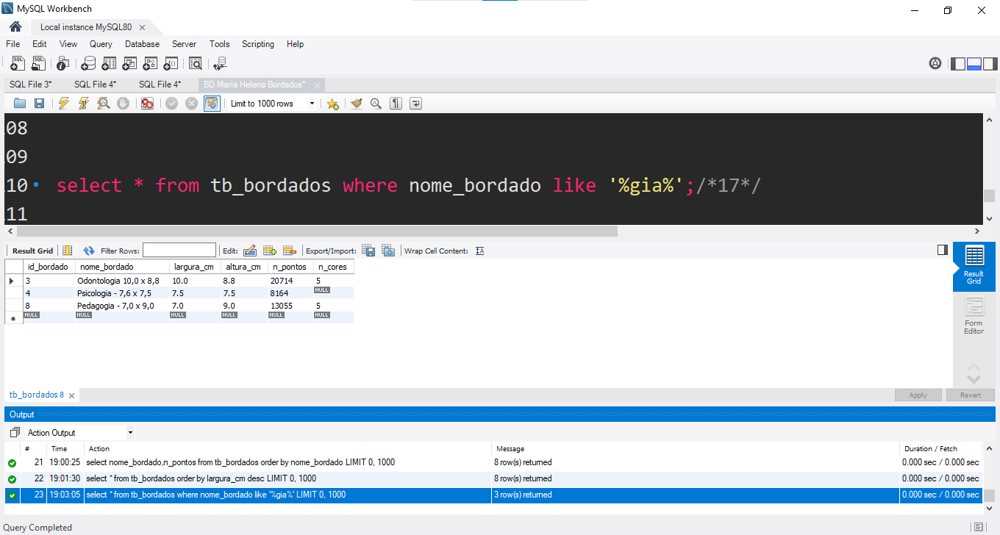 MySQL Workbench
Local instance MySQL80
File Edit View Query Database Server Tools Scripting Help
SQL File 3* SQL File 4* SQL File 4* BD Maria Helena Bordados*
Limit to 1000 rows
08
09
10 select * from tb_bordados where nome_bordado like '%gia%';/*17*/
11
Result Grid Filter Rows: Edit: Export/Import: Wrap Cell Content:
id_bordado nome_bordado largura_cm altura_cm n_pontos n_cores
3 Odontologia 10,0 x 8,8 10.0 8.8 20714 5
4 Psicologia - 7,6 x 7,5 7.5 7.5 8164 NULL
8 Pedagogia - 7,0 x 9,0 7.0 9.0 13055 5
NULL NULL NULL NULL NULL NULL
Result
Grid
Form
Editor
tb_bordados 8
Apply Revert
Output
Action Output
# Time Action Message Duration / Fetch
21 19:00:25 select nome_bordado,n_pontos from tb_bordados order by nome_bordado LIMIT 0, 1000 8 row(s) returned 0.000 sec / 0.000 sec
22 19:01:30 select * from tb_bordados order by largura_cm desc LIMIT 0, 1000 8 row(s) returned 0.000 sec / 0.000 sec
23 19:03:05 select * from tb_bordados where nome_bordado like '%gia%' LIMIT 0, 1000 3 row(s) returned 0.000 sec / 0.000 sec
Query Completed